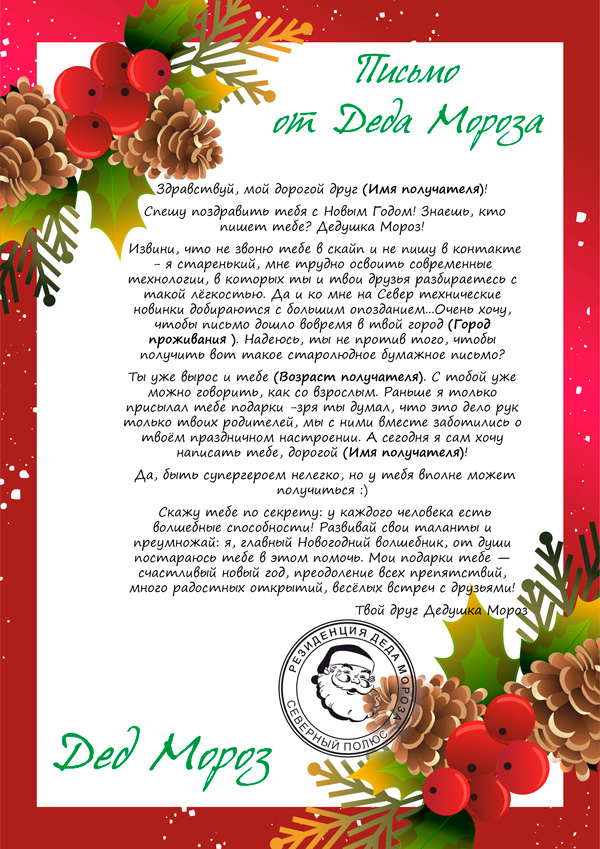 Письмо
от Деда Мороза
Здравствуй, мой дорогой друг (Имя получателя)!
Спешу поздравить тебя с Новым Годом! Знаешь, кто
пишет тебе? Дедушка Мороз!
Извини, что не звоню тебе в скайп и не пишу в контакте
- я старенький, мне трудно освоить современные
технологии, в которых ты и твои друзья разбираетесь с
такой лёгкостью. Да и ко мне на Север технические
новинки добираются с большим опозданием...Очень хочу,
чтобы письмо дошло вовремя в твой город (Город
проживания ). Надеюсь, ты не против того, чтобы
получить вот такое старолюдное бумажное письмо?
Ты уже вырос и тебе (Возраст получателя). С тобой уже
можно говорить, как со взрослым. Раньше я только
присылал тебе подарки -зря ты думал, что это дело рук
только твоих родителей, мы с ними вместе заботились о
твоём праздничном настроении. А сегодня я сам хочу
написать тебе, дорогой (Имя получателя)!
Да, быть супергероем нелегко, но у тебя вполне может
получиться :)
Скажу тебе по секрету: у каждого человека есть
волшебные способности! Развивай свои таланты и
преумножай: я, главный Новогодний волшебник, от души
постараюсь тебе в этом помочь. Мои подарки тебе —
счастливый новый год, преодоление всех препятствий,
много радостных открытий, весёлых встреч с друзьями!
Твой друг Дедушка Мороз
РЕЗИДЕНЦИЯ ДЕДА МОРОЗА
СЕВЕРНЫЙ ПОЛЮС
Дед Мороз